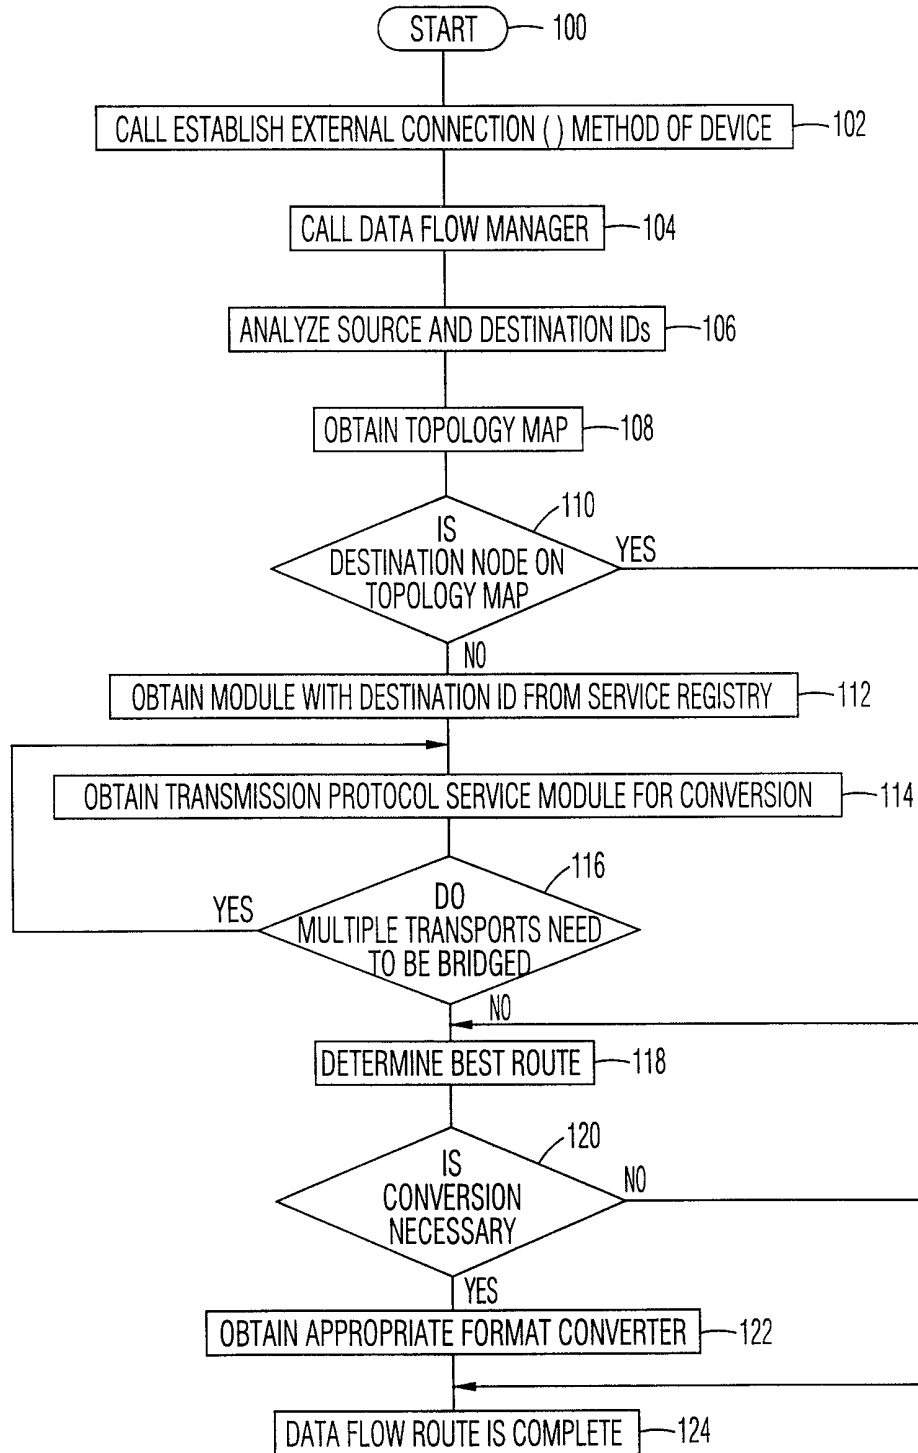 START 100
CALL ESTABLISH EXTERNAL CONNECTION ( ) METHOD OF DEVICE 102
CALL DATA FLOW MANAGER 104
ANALYZE SOURCE AND DESTINATION IDs 106
OBTAIN TOPOLOGY MAP 108
110
IS
DESTINATION NODE ON
TOPOLOGY MAP
YES
NO
OBTAIN MODULE WITH DESTINATION ID FROM SERVICE REGISTRY 112
OBTAIN TRANSMISSION PROTOCOL SERVICE MODULE FOR CONVERSION 114
116
YES
DO
MULTIPLE TRANSPORTS NEED
TO BE BRIDGED
NO
DETERMINE BEST ROUTE 118
120
IS
CONVERSION
NECESSARY
NO
YES
OBTAIN APPROPRIATE FORMAT CONVERTER 122
DATA FLOW ROUTE IS COMPLETE 124